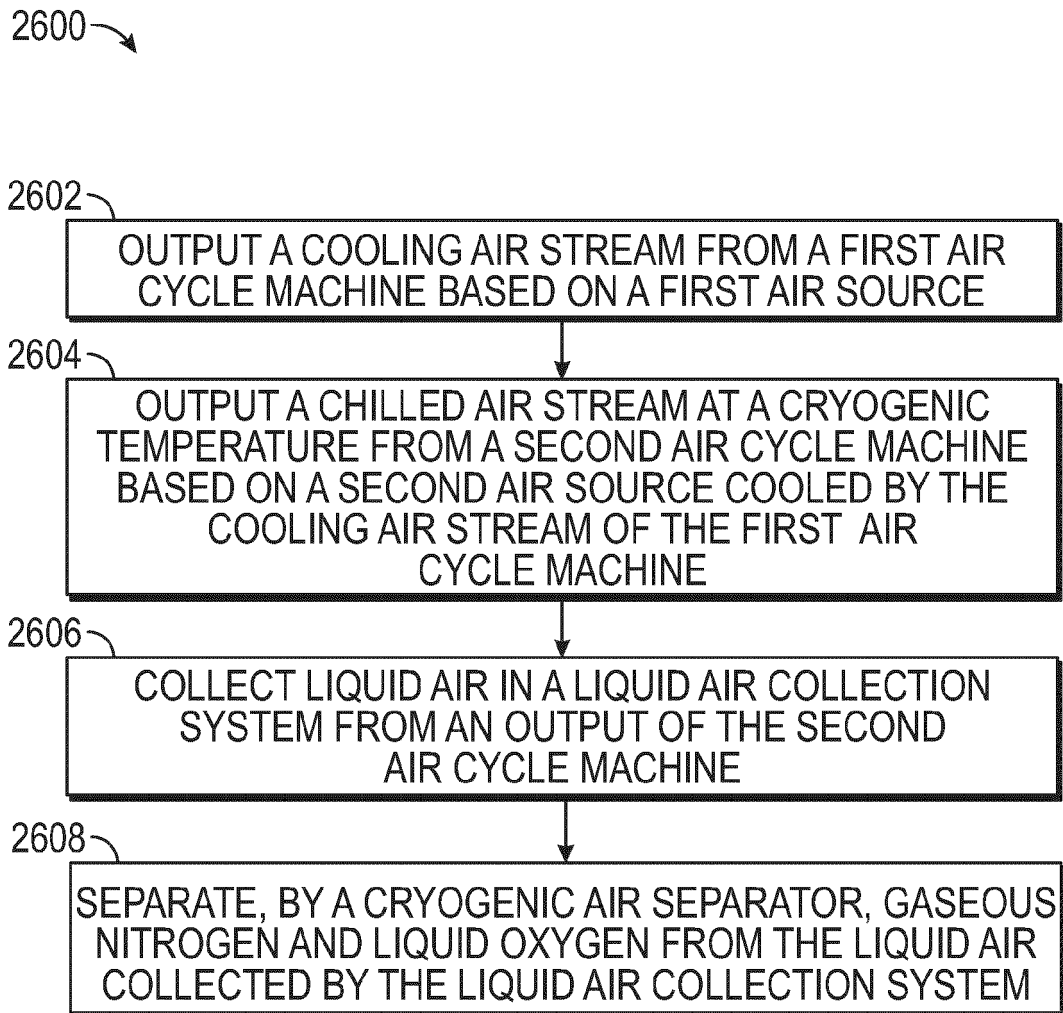 2600
2602
OUTPUT A COOLING AIR STREAM FROM A FIRST AIR
CYCLE MACHINE BASED ON A FIRST AIR SOURCE
2604
OUTPUT A CHILLED AIR STREAM AT A CRYOGENIC
TEMPERATURE FROM A SECOND AIR CYCLE MACHINE
BASED ON A SECOND AIR SOURCE COOLED BY THE
COOLING AIR STREAM OF THE FIRST AIR
CYCLE MACHINE
2606
COLLECT LIQUID AIR IN A LIQUID AIR COLLECTION
SYSTEM FROM AN OUTPUT OF THE SECOND
AIR CYCLE MACHINE
2608
SEPARATE, BY A CRYOGENIC AIR SEPARATOR, GASEOUS
NITROGEN AND LIQUID OXYGEN FROM THE LIQUID AIR
COLLECTED BY THE LIQUID AIR COLLECTION SYSTEM